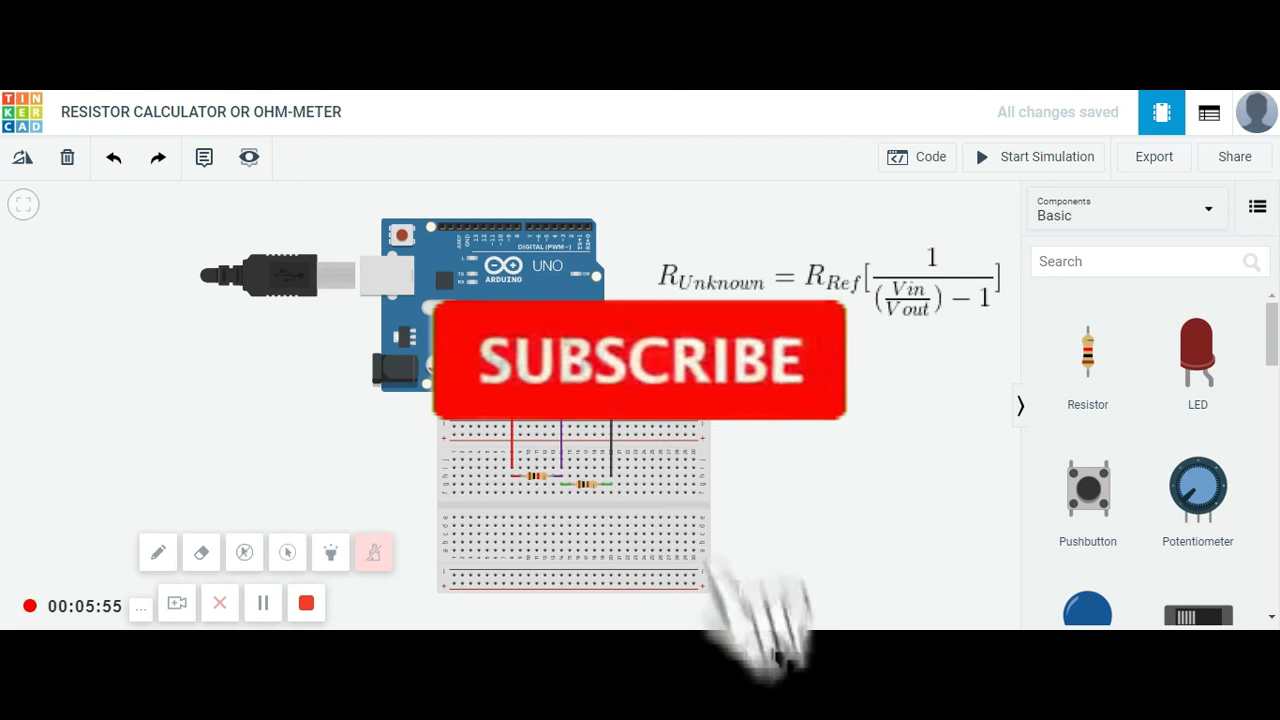 TIN
KER
CAD
RESISTOR CALCULATOR OR OHM-METER
All changes saved
Code
Start Simulation
Export
Share
Components
Basic
Search
DIGITAL (PWM~)
UNO
ARDUINO
R_Unknown = R_Ref[1/((Vin/Vout) − 1)]
SUBSCRIBE
Resistor
LED
Pushbutton
Potentiometer
00:05:55
...